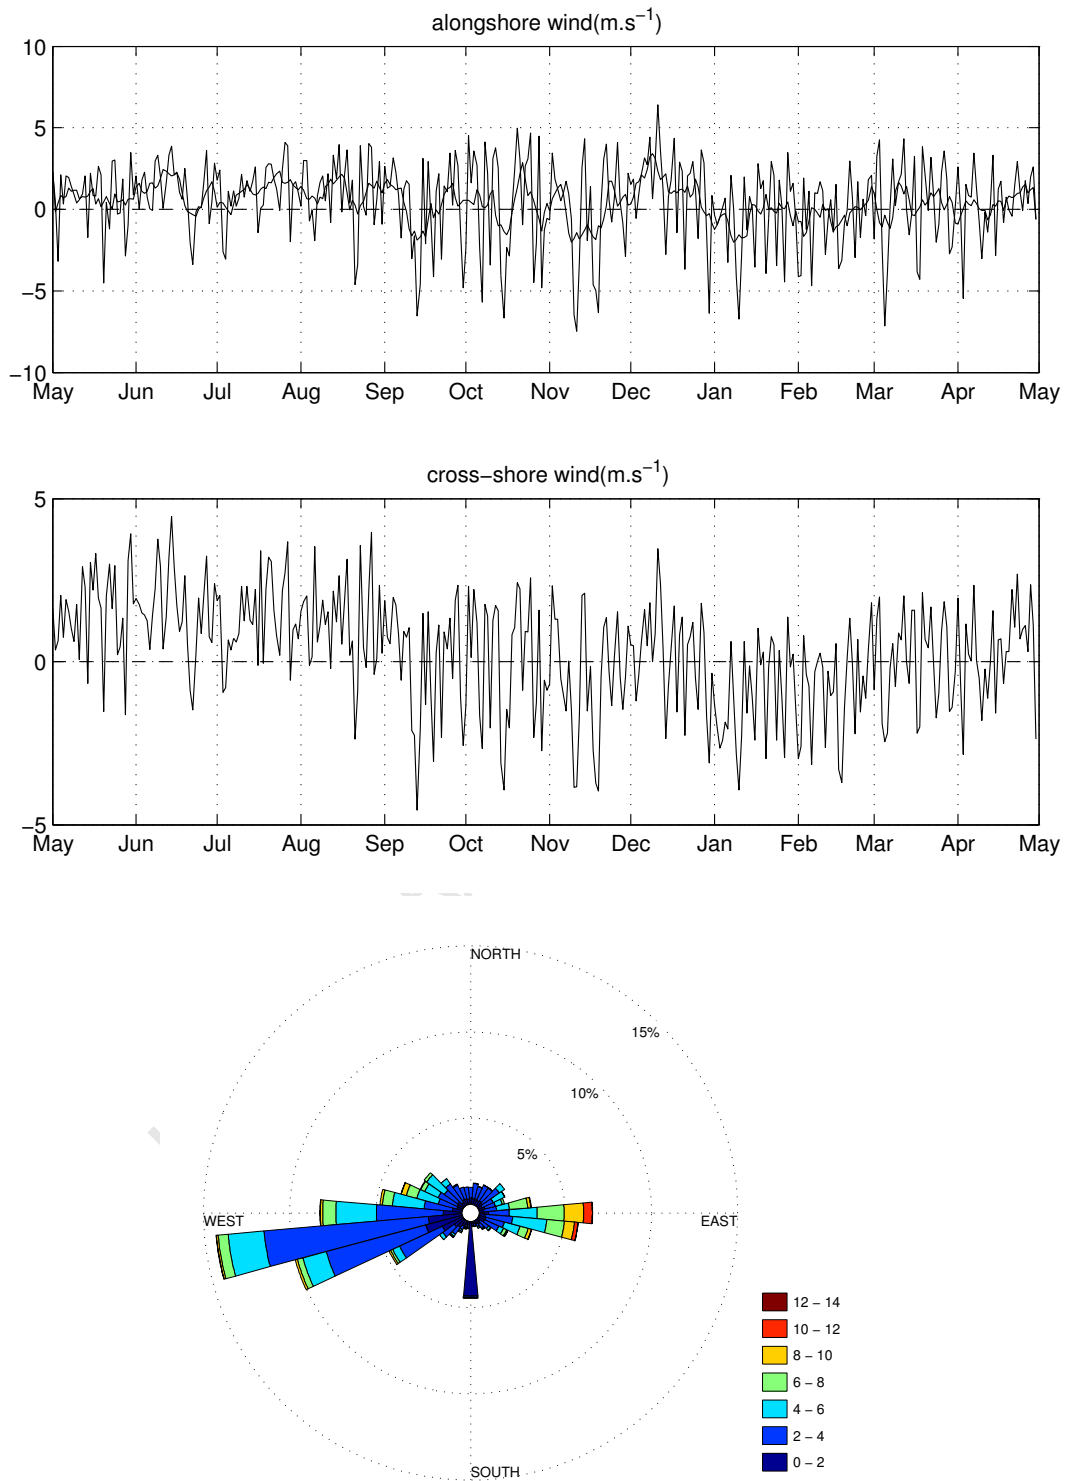 alongshore wind(m.s⁻¹)
10
5
0
−5
−10
May Jun Jul Aug Sep Oct Nov Dec Jan Feb Mar Apr May
cross−shore wind(m.s⁻¹)
5
0
−5
May Jun Jul Aug Sep Oct Nov Dec Jan Feb Mar Apr May
NORTH
15%
10%
5%
WEST EAST
SOUTH
12 − 14
10 − 12
8 − 10
6 − 8
4 − 6
2 − 4
0 − 2